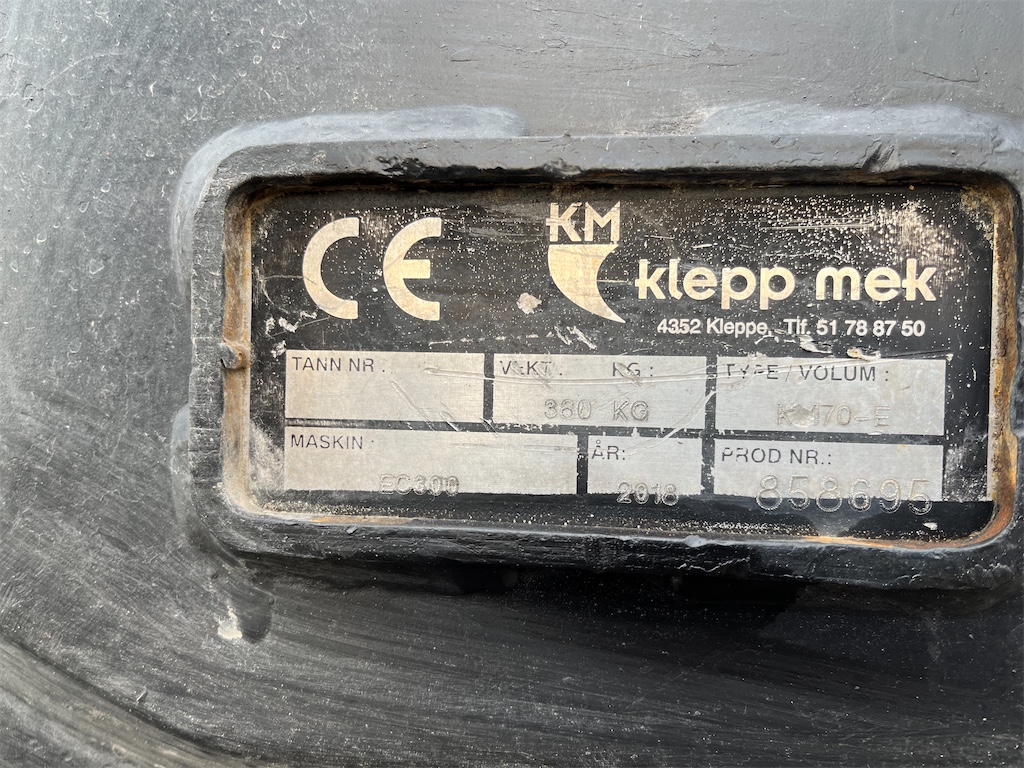 CE
KM
klepp mek
4352 Kleppe. Tlf. 51 78 87 50
TANN NR :
VEKT : KG :
TYPE / VOLUM :
380 KG
KM70-E
MASKIN :
ÅR:
PROD NR.:
EC300
2018
858695